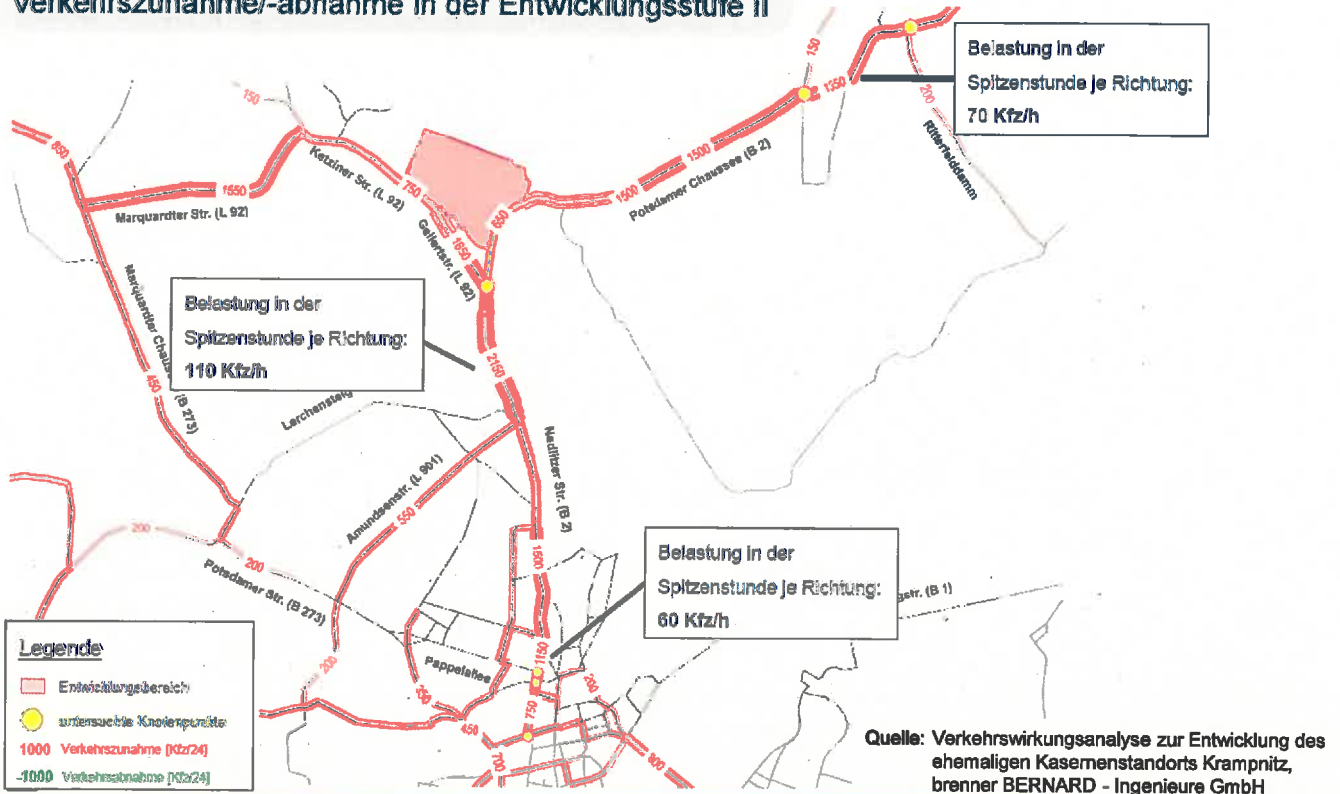 Verkehrszunahme/-abnahme in der Entwicklungsstufe II
Belastung in der
Spitzenstunde je Richtung:
70 Kfz/h
150
1350
200
Ritterfelddamm
1500
1500
Potsdamer Chaussee (B 2)
150
850
1550
Marquardter Str. (L 92)
Ketziner Str. (L 92)
750
650
1650
Gellertstr. (L 92)
Marquardter Chaus
(B 273)
450
Belastung in der
Spitzenstunde je Richtung:
110 Kfz/h
2150
Lerchensteig
Nedlitzer Str. (B 2)
Amundsenstr. (L 901)
550
1500
200
200
Potsdamer Str. (B 273)
Belastung in der
Spitzenstunde je Richtung:
60 Kfz/h
gstr. (B 1)
1150
Pappelallee
200
350
450
750
200
700
800
Legende
Entwicklungsbereich
untersuchte Knotenpunkte
1000 Verkehrszunahme [Kfz/24]
-1000 Verkehrsabnahme [Kfz/24]
Quelle: Verkehrswirkungsanalyse zur Entwicklung des
ehemaligen Kasernenstandorts Krampnitz,
brenner BERNARD - Ingenieure GmbH